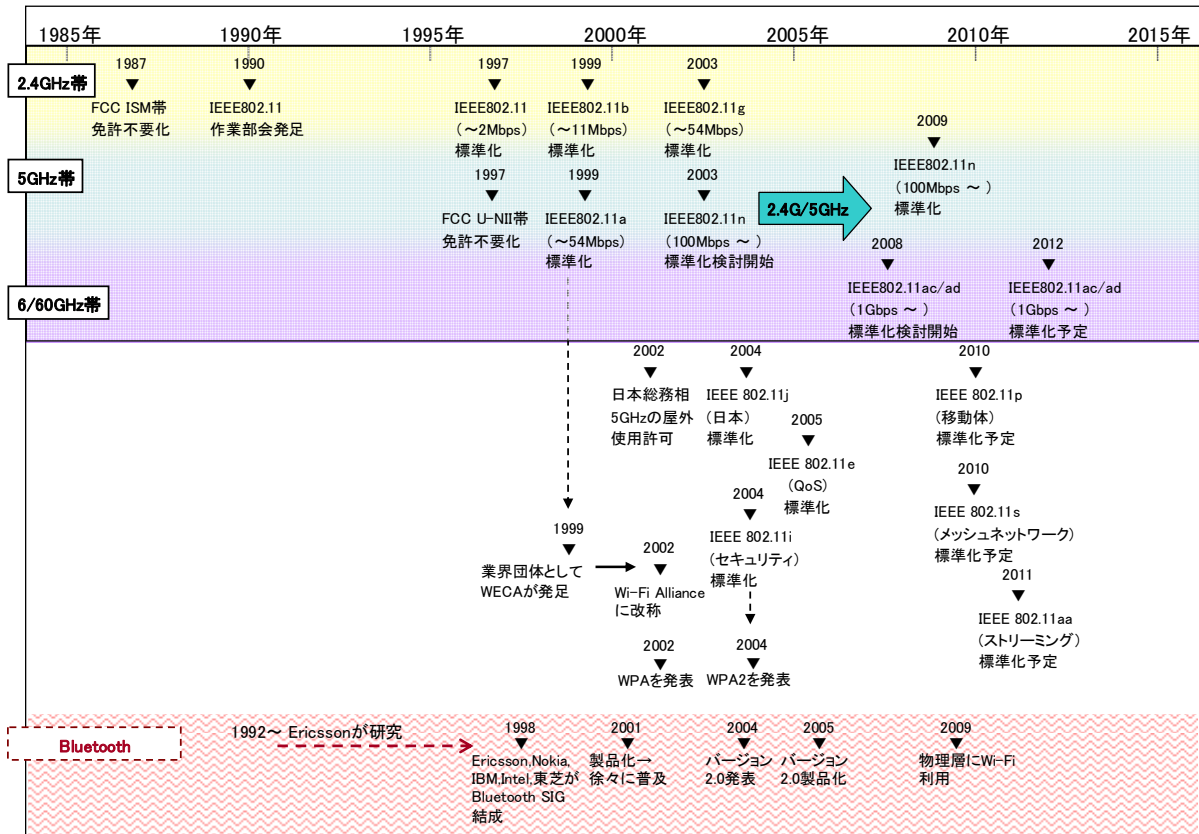 1985年 1990年 1995年 2000年 2005年 2010年 2015年
2.4GHz帯
1987
FCC ISM帯
免許不要化
1990
IEEE802.11
作業部会発足
1997
IEEE802.11
(～2Mbps)
標準化
1999
IEEE802.11b
(～11Mbps)
標準化
2003
IEEE802.11g
(～54Mbps)
標準化
5GHz帯
1997
FCC U-NII帯
免許不要化
1999
IEEE802.11a
(～54Mbps)
標準化
2003
IEEE802.11n
(100Mbps ～ )
標準化検討開始
2.4G/5GHz
2009
IEEE802.11n
(100Mbps ～ )
標準化
6/60GHz帯
2008
IEEE802.11ac/ad
(1Gbps ～ )
標準化検討開始
2012
IEEE802.11ac/ad
(1Gbps ～ )
標準化予定
2002
日本総務相
5GHzの屋外
使用許可
2004
IEEE 802.11j
(日本)
標準化
2005
IEEE 802.11e
(QoS)
標準化
2010
IEEE 802.11p
(移動体)
標準化予定
2010
IEEE 802.11s
(メッシュネットワーク)
標準化予定
2011
IEEE 802.11aa
(ストリーミング)
標準化予定
1999
業界団体として
WECAが発足
2002
Wi-Fi Alliance
に改称
2004
IEEE 802.11i
(セキュリティ)
標準化
2002
WPAを発表
2004
WPA2を発表
Bluetooth
1992～ Ericssonが研究
1998
Ericsson,Nokia,
IBM,Intel,東芝が
Bluetooth SIG
結成
2001
製品化→
徐々に普及
2004
バージョン
2.0発表
2005
バージョン
2.0製品化
2009
物理層にWi-Fi
利用